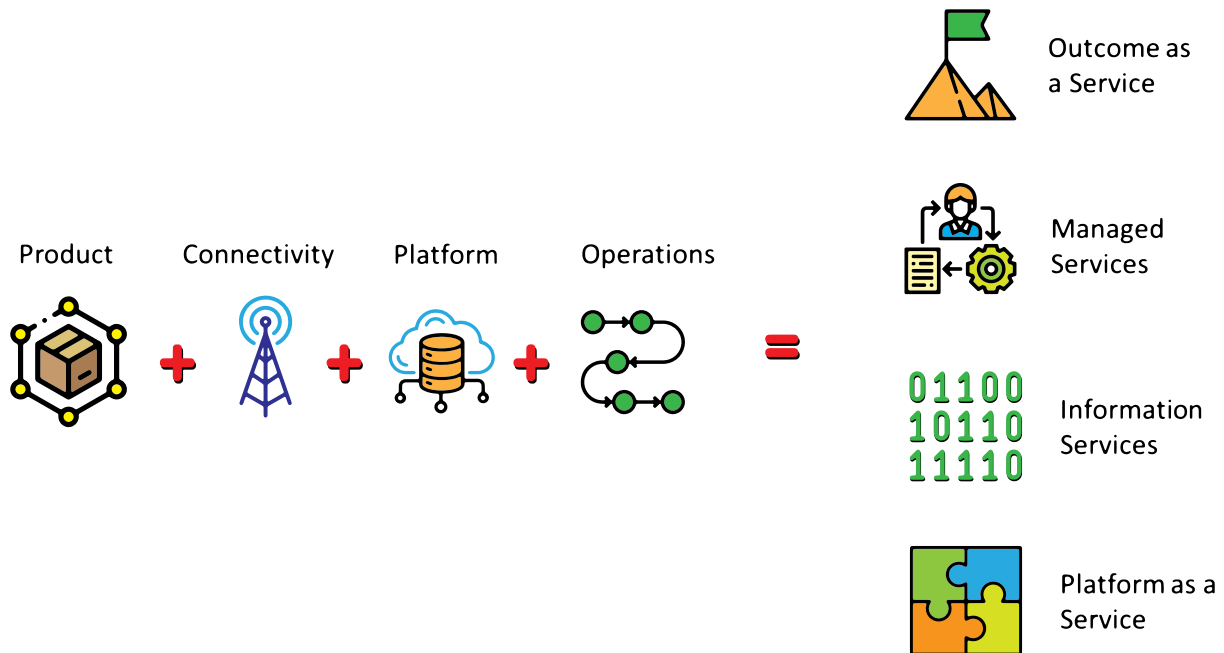 Product
Connectivity
Platform
Operations
+
+
+
=
Outcome as
a Service
Managed
Services
01100
10110
11110
Information
Services
Platform as a
Service